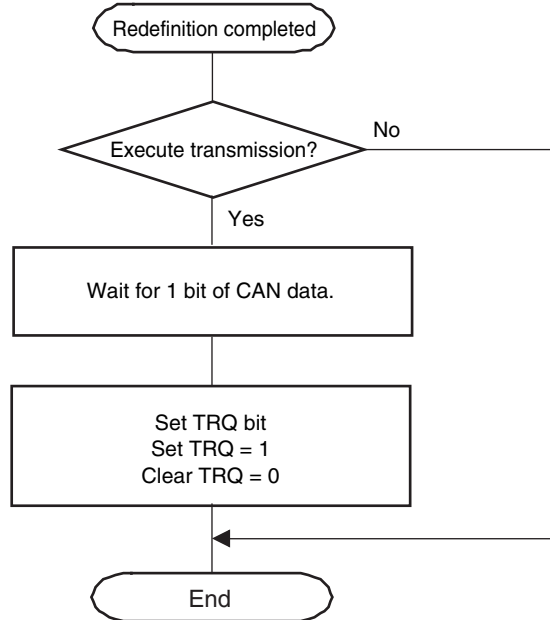 Redefinition completed
Execute transmission?
No
Yes
Wait for 1 bit of CAN data.
Set TRQ bit
Set TRQ = 1
Clear TRQ = 0
End